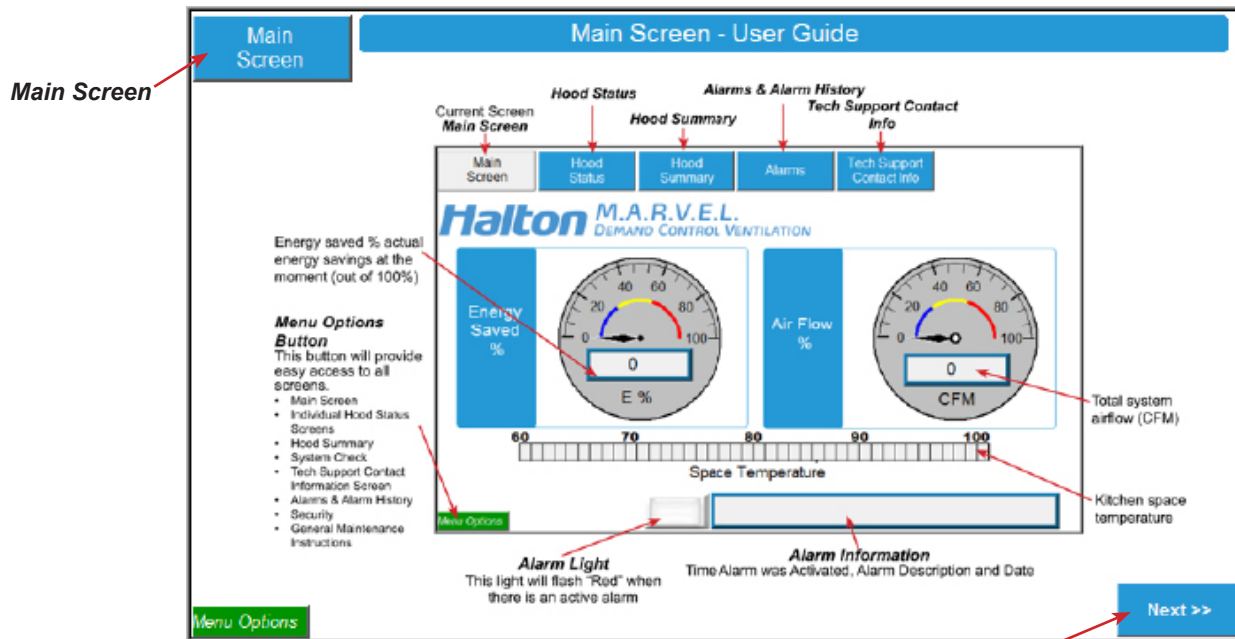 Main
Screen
Main Screen - User Guide
Main Screen
Hood Status
Alarms & Alarm History
Current Screen
Main Screen
Hood Summary
Tech Support Contact
Info
Main
Screen
Hood
Status
Hood
Summary
Alarms
Tech Support
Contact Info
Halton M.A.R.V.E.L.
DEMAND CONTROL VENTILATION
Energy saved % actual
energy savings at the
moment (out of 100%)
Energy
Saved
%
0 20 40 60 80 100
0
E %
Air Flow
%
0 20 40 60 80 100
0
CFM
Total system
airflow (CFM)
Menu Options
Button
This button will provide
easy access to all
screens.
• Main Screen
• Individual Hood Status
Screens
• Hood Summary
• System Check
• Tech Support Contact
Information Screen
• Alarms & Alarm History
• Security
• General Maintenance
Instructions
60 70 80 90 100
Space Temperature
Kitchen space
temperature
Menu Options
Alarm Light
This light will flash "Red" when
there is an active alarm
Alarm Information
Time Alarm was Activated, Alarm Description and Date
Menu Options
Next >>